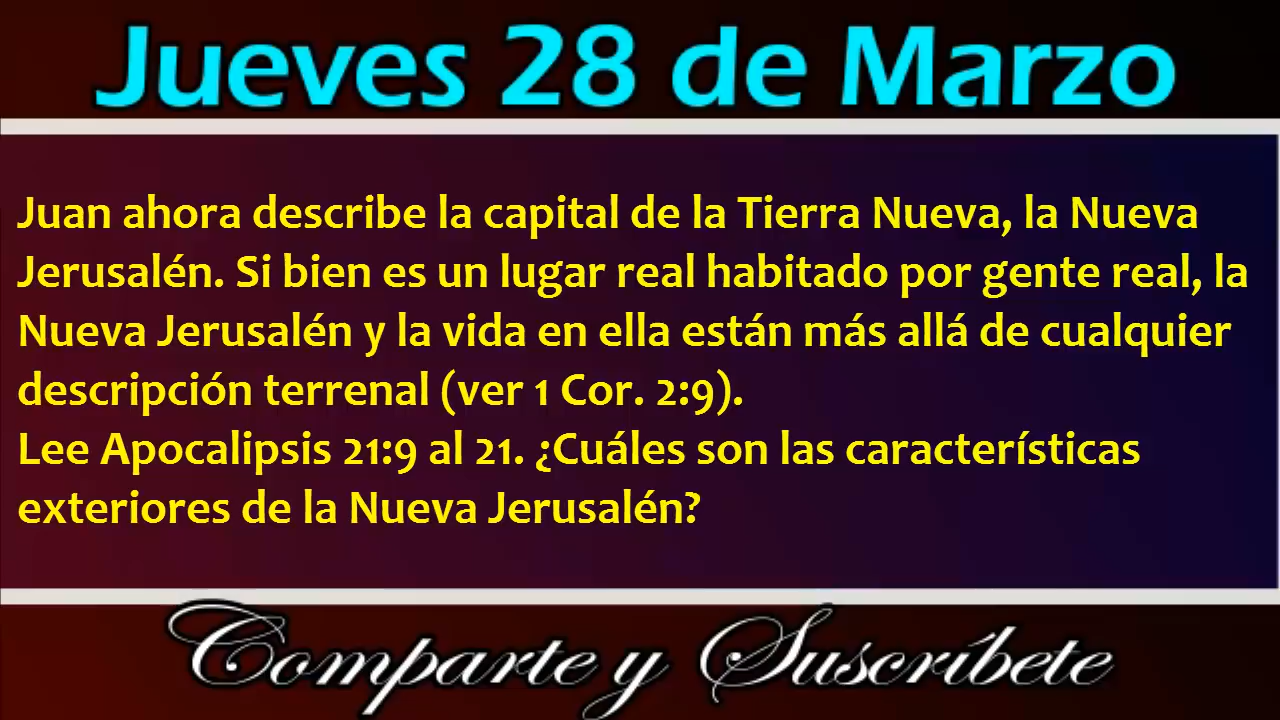 Jueves 28 de Marzo
Juan ahora describe la capital de la Tierra Nueva, la Nueva
Jerusalén. Si bien es un lugar real habitado por gente real, la
Nueva Jerusalén y la vida en ella están más allá de cualquier
descripción terrenal (ver 1 Cor. 2:9).
Lee Apocalipsis 21:9 al 21. ¿Cuáles son las características
exteriores de la Nueva Jerusalén?
Comparte y Suscríbete